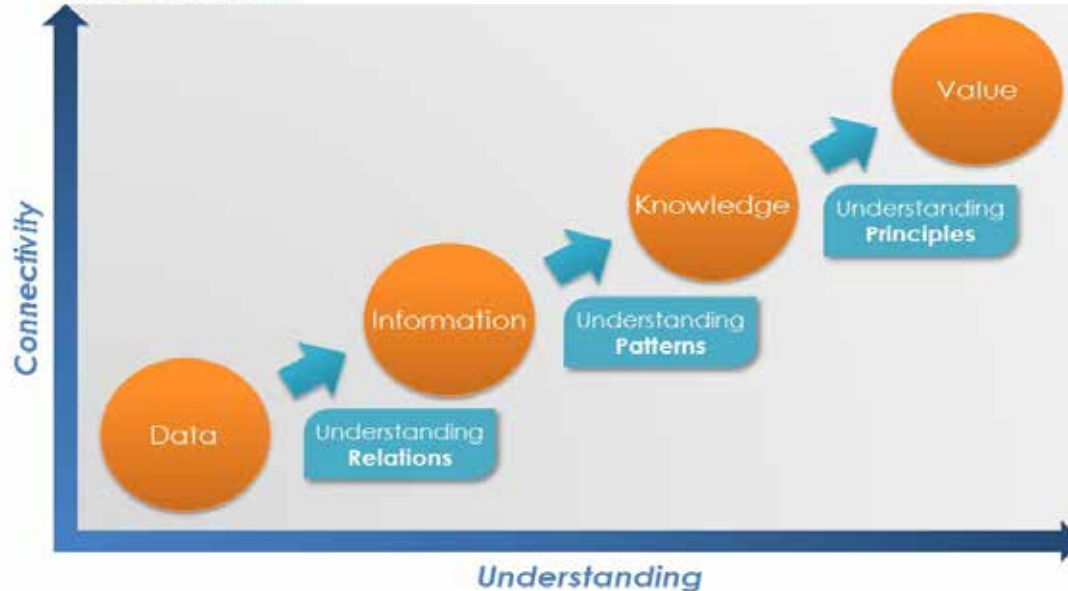 Value
Knowledge
Understanding
Principles
Information
Understanding
Patterns
Data
Understanding
Relations
Connectivity
Understanding